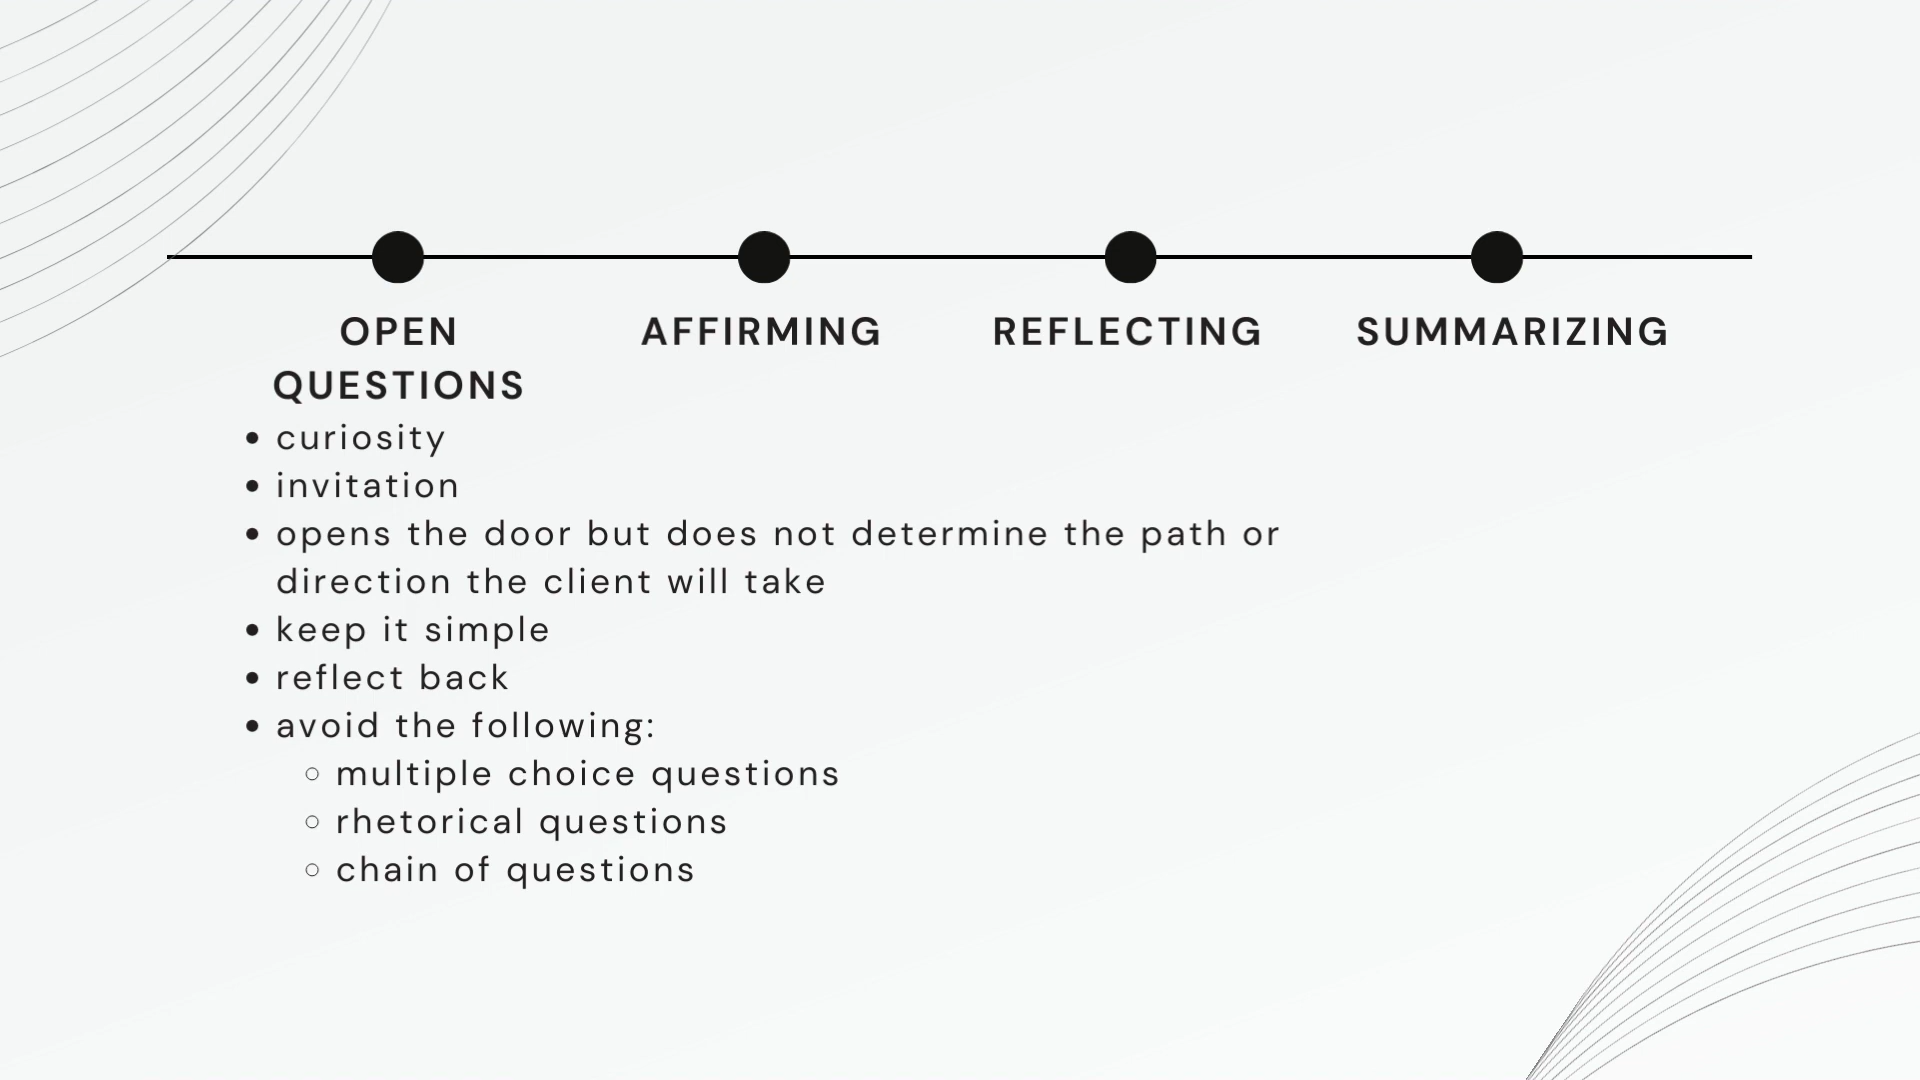 OPEN
QUESTIONS
AFFIRMING
REFLECTING
SUMMARIZING
• curiosity
• invitation
• opens the door but does not determine the path or
direction the client will take
• keep it simple
• reflect back
• avoid the following:
○ multiple choice questions
○ rhetorical questions
○ chain of questions